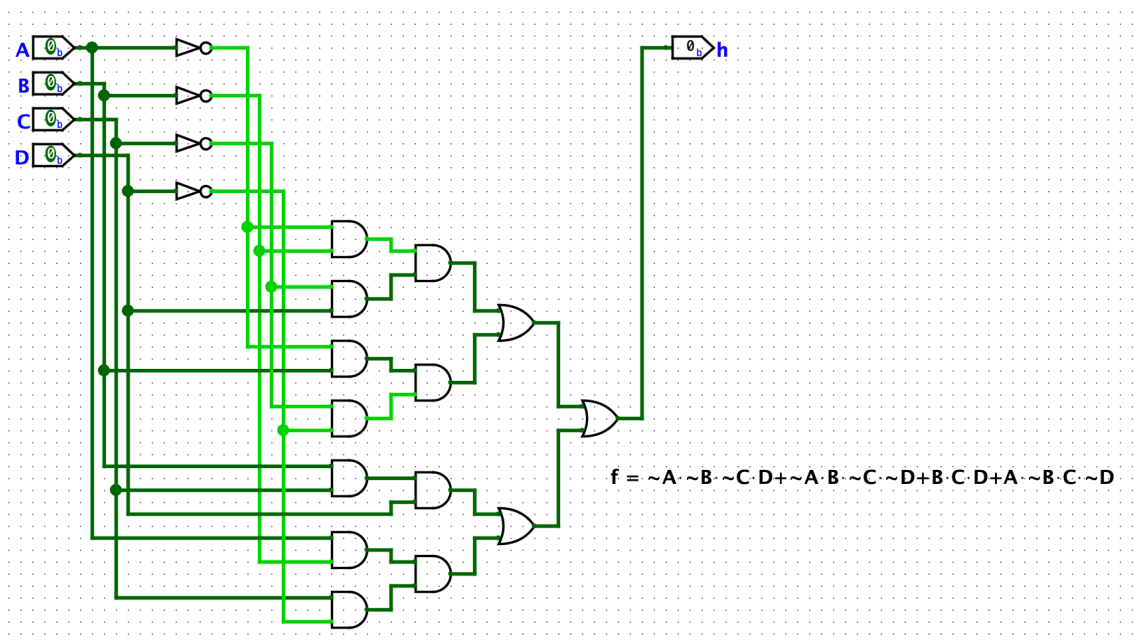 A 0b
h 0b
B 0b
C 0b
D 0b
f = ~A·~B·~C·D+~A·B·~C·~D+B·C·D+A·~B·C·~D